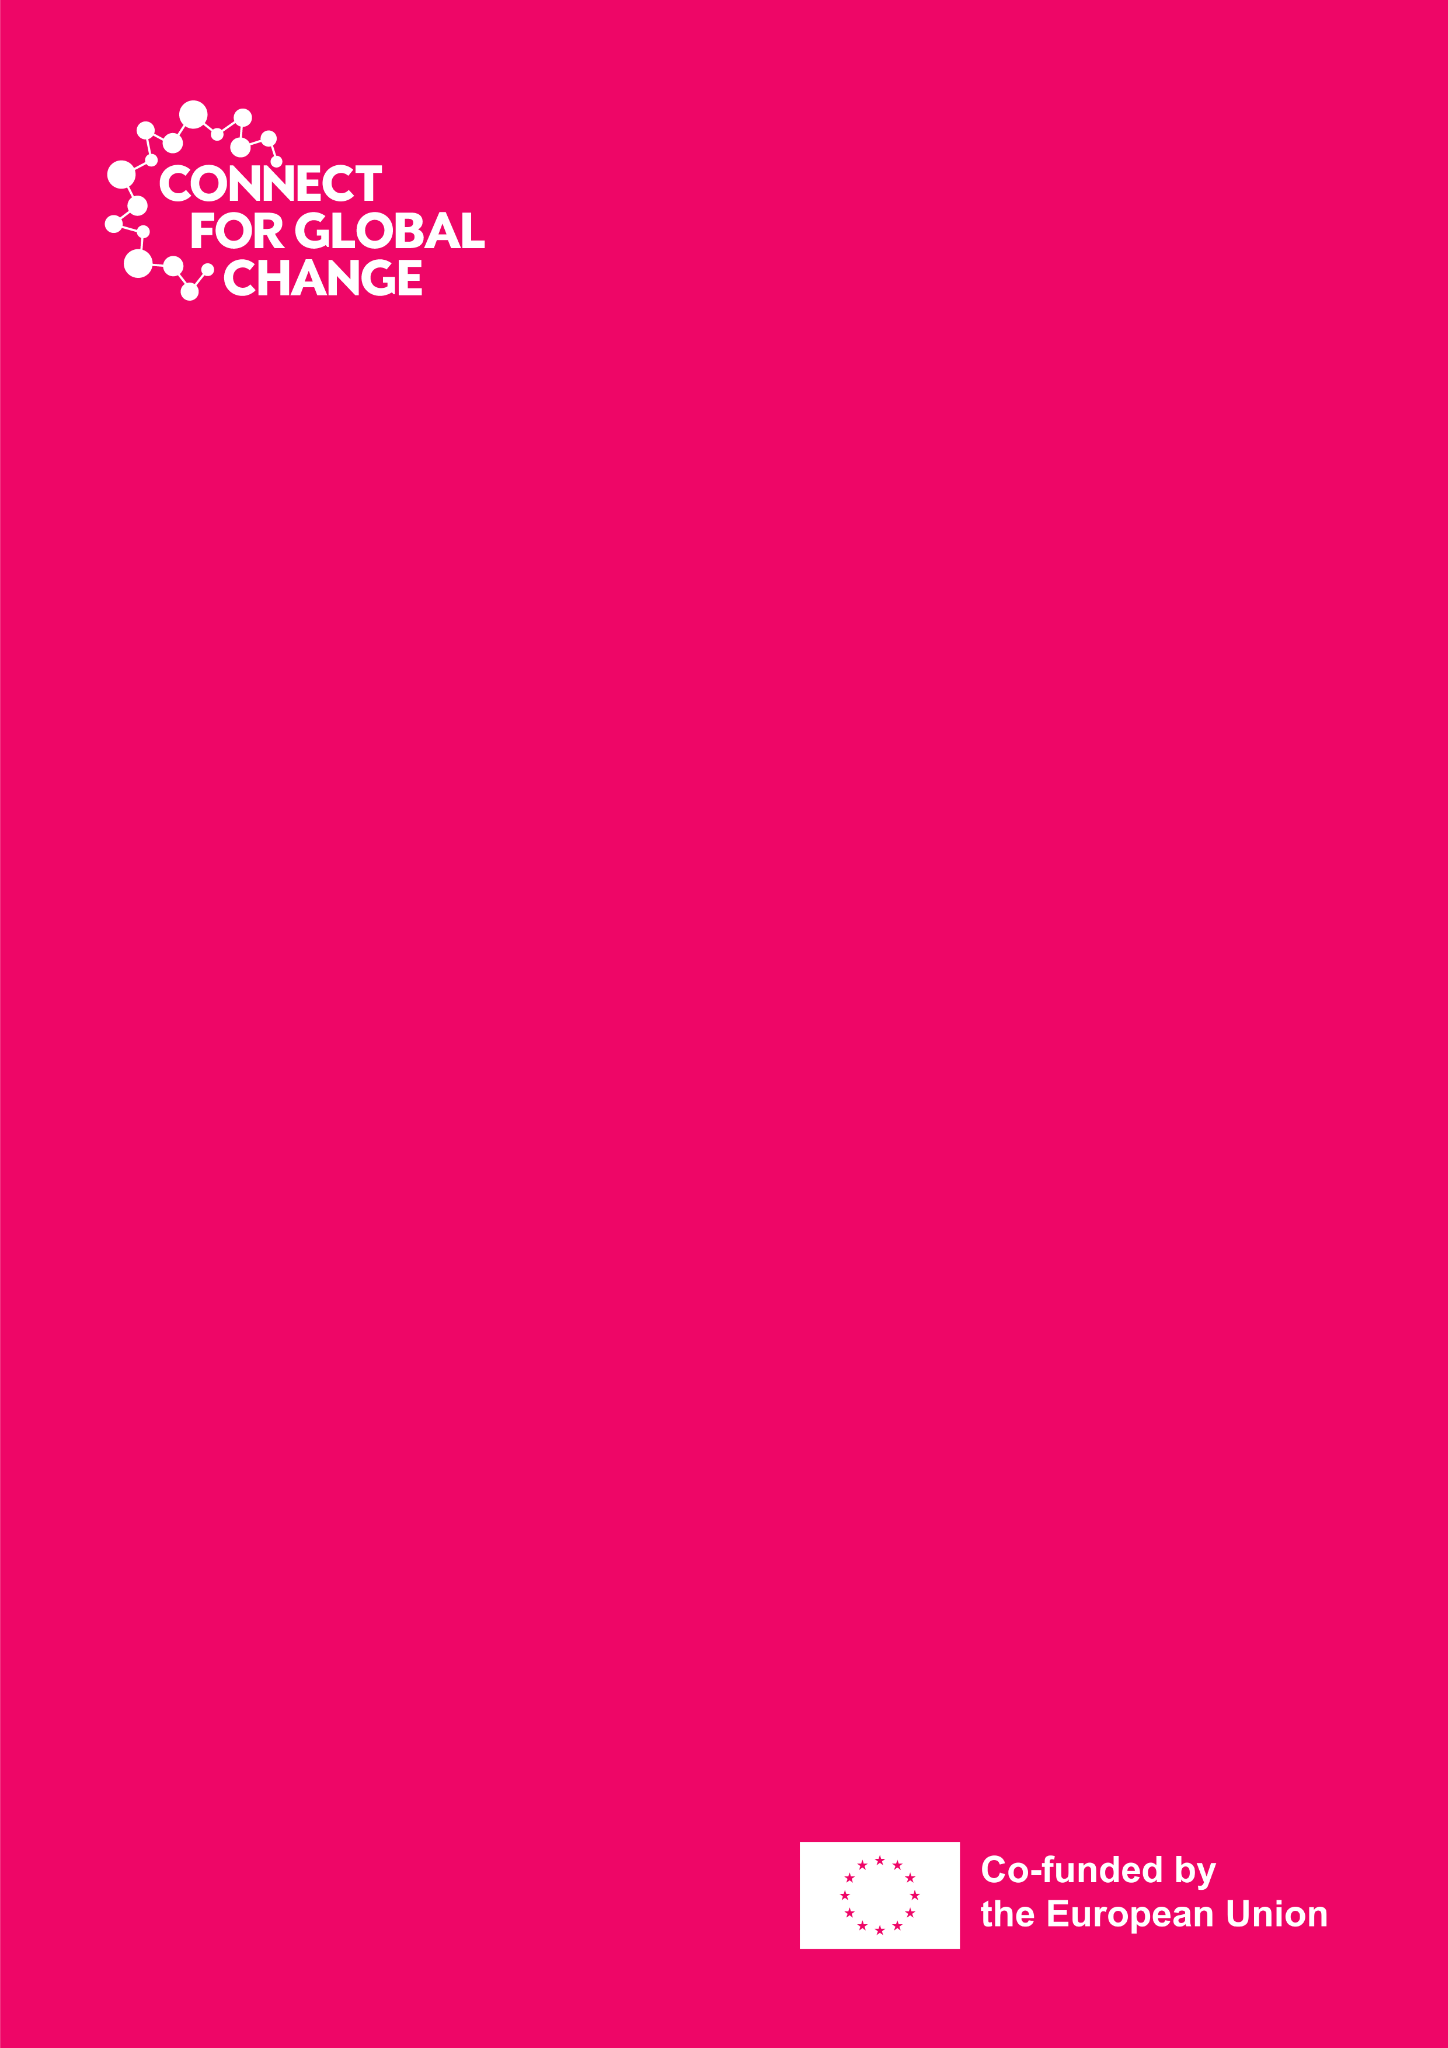 CONNECT
FOR GLOBAL
CHANGE
Co-funded by
the European Union